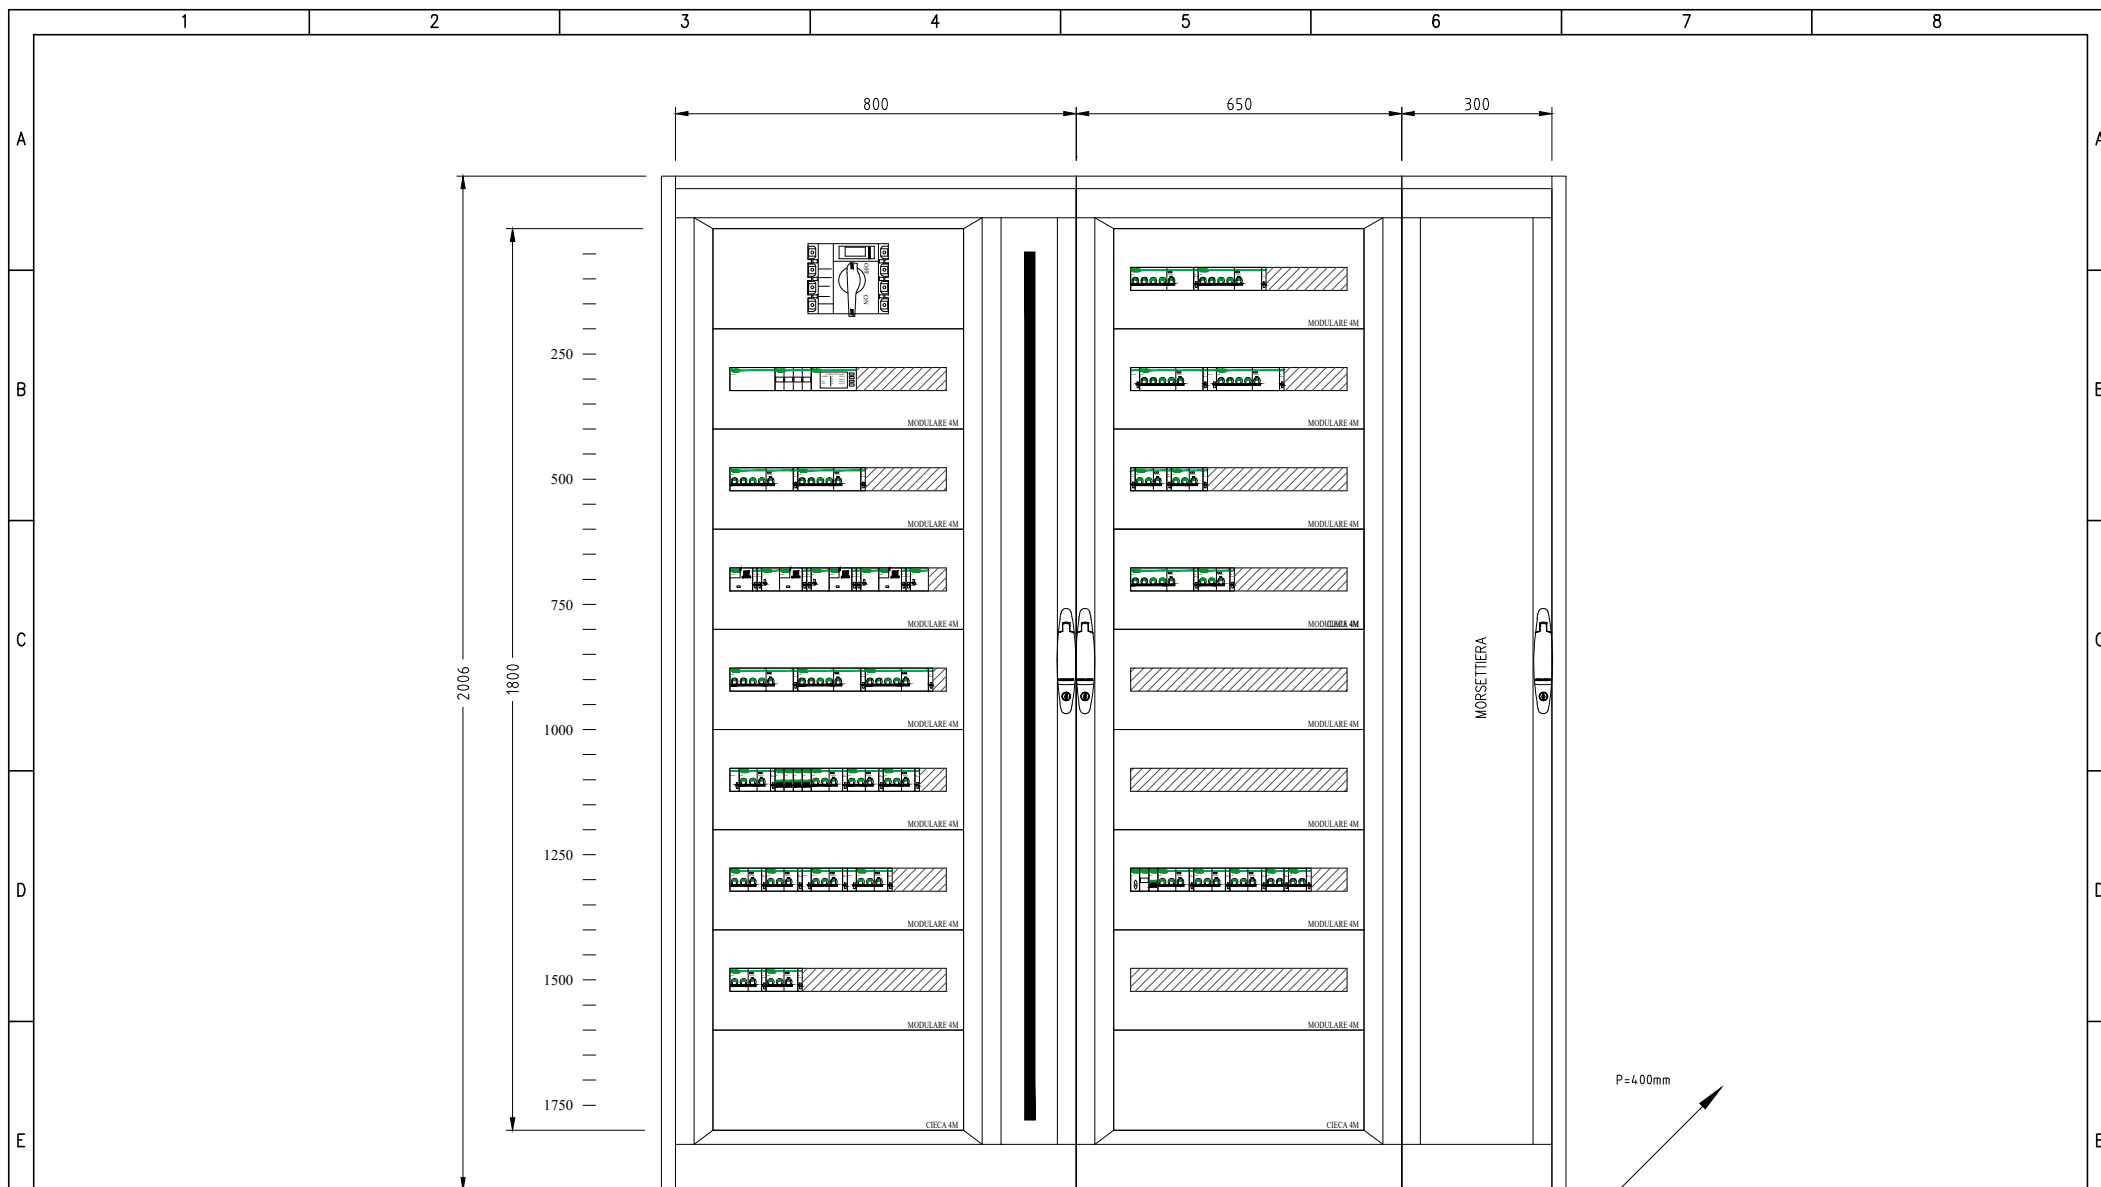 1 2 3 4 5 6 7 8
800 650 300
A A
OFF
ON
MODULARE 4M
250
B
MODULARE 4M MODULARE 4M
500
MODULARE 4M MODULARE 4M
750
MODULARE 4M
C
2006
1800
MORSETTIERA
MODULARE 4M MODULARE 4M
1000
MODULARE 4M MODULARE 4M
1250
D D
MODULARE 4M MODULARE 4M
1500
MODULARE 4M MODULARE 4M
P=400mm
1750
CIECA 4M CIECA 4M
E